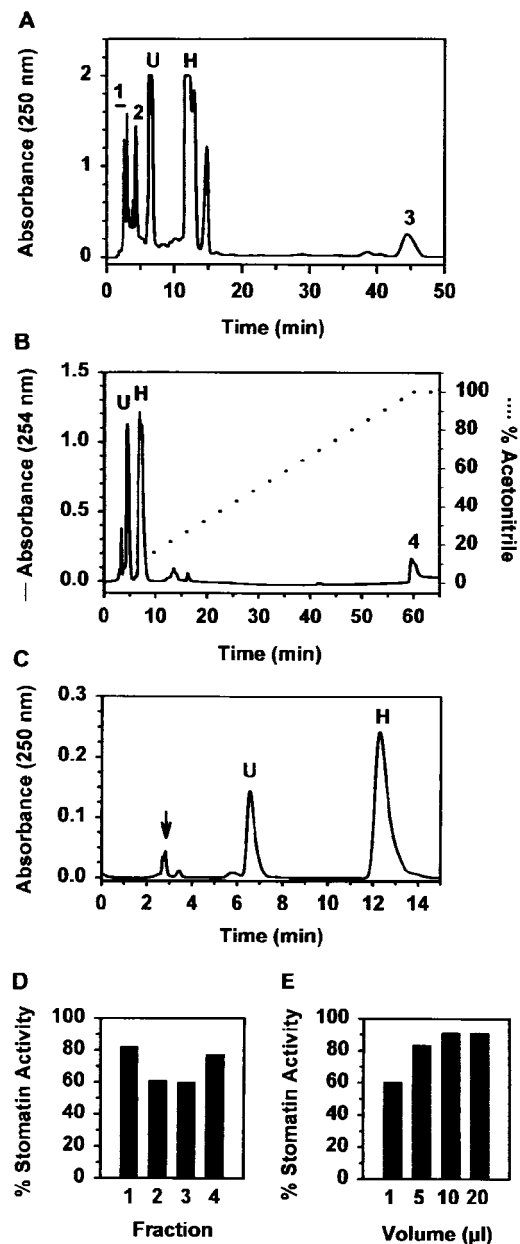 A
Absorbance (250 nm)
2
1
0
1
2
U
H
3
0 10 20 30 40 50
Time (min)
B
— Absorbance (254 nm)
1.5
1.0
0.5
0.0
U
H
4
100
80
60
40
20
0
.... % Acetonitrile
0 10 20 30 40 50 60
Time (min)
C
Absorbance (250 nm)
0.3
0.2
0.1
0.0
U
H
0 2 4 6 8 10 12 14
Time (min)
D
% Stomatin Activity
100
80
60
40
20
0
1 2 3 4
Fraction
E
% Stomatin Activity
100
80
60
40
20
0
1 5 10 20
Volume (µl)